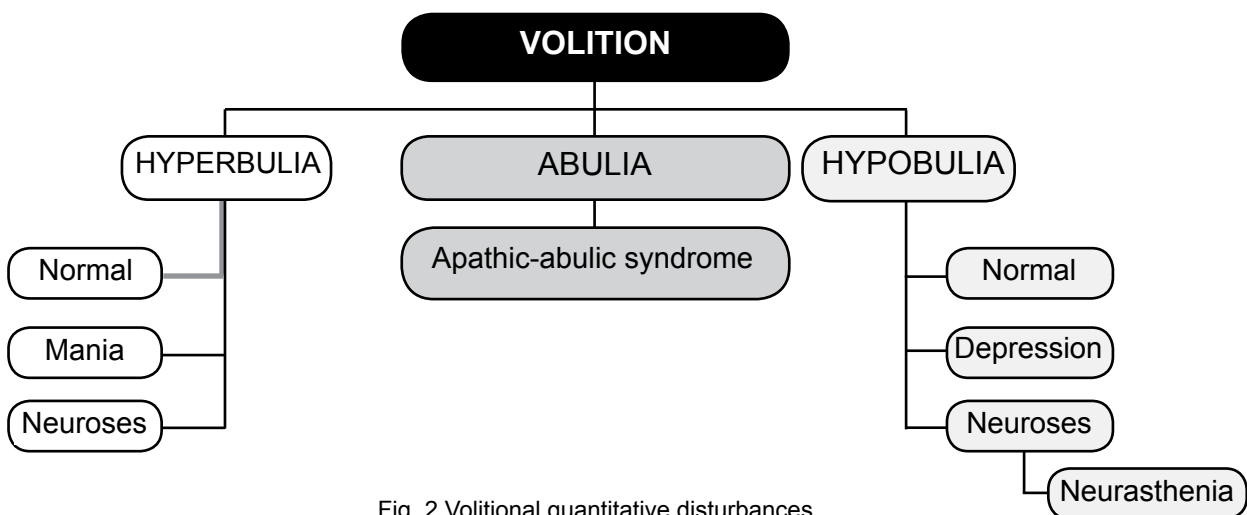 VOLITION
HYPERBULIA
ABULIA
HYPOBULIA
Normal
Mania
Neuroses
Apathic-abulic syndrome
Normal
Depression
Neuroses
Neurasthenia
Fig. 2 Volitional quantitative disturbances